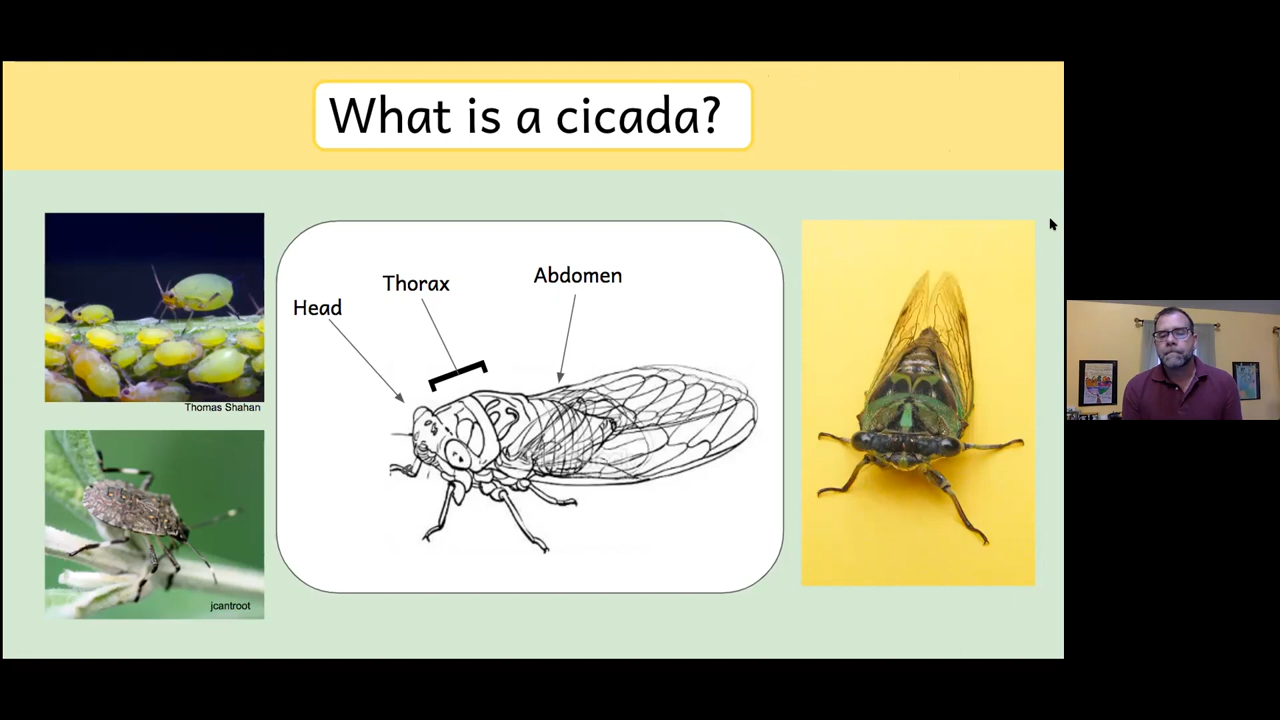 What is a cicada?
Head
Thorax
Abdomen
Thomas Shahan
jcantroot